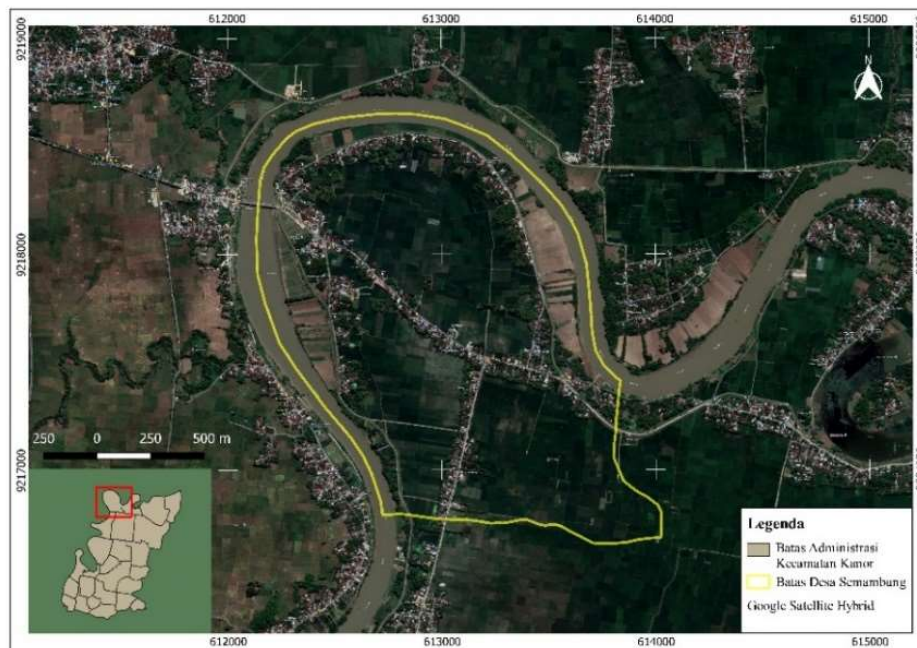 612000 613000 614000 615000
9219000
9218000
9217000
N
250 0 250 500 m
Legenda
Batas Administrasi
Kecamatan Kanor
Batas Desa Semambung
Google Satellite Hybrid
612000 613000 614000 615000